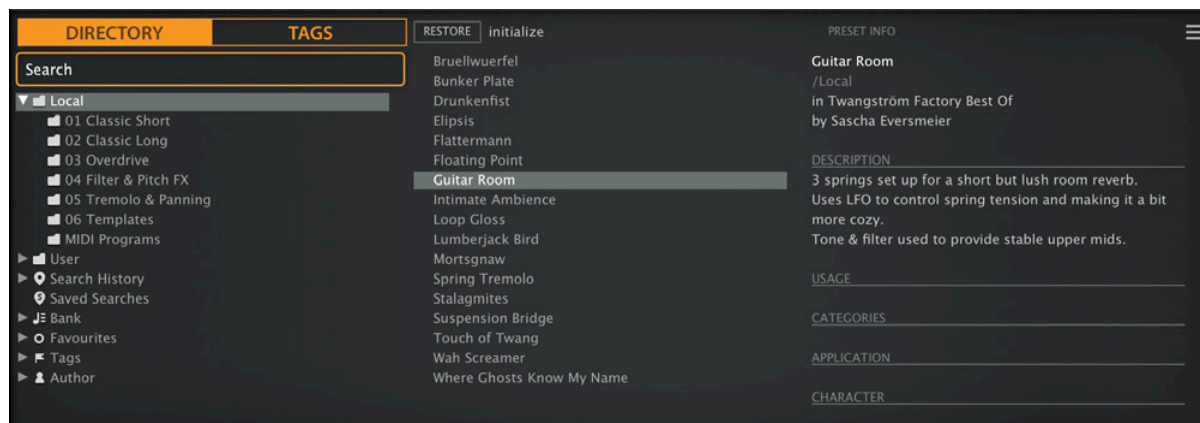 DIRECTORY TAGS
Search
Local
01 Classic Short
02 Classic Long
03 Overdrive
04 Filter & Pitch FX
05 Tremolo & Panning
06 Templates
MIDI Programs
User
Search History
Saved Searches
Bank
Favourites
Tags
Author
RESTORE initialize
Bruellwuerfel
Bunker Plate
Drunkenfist
Elipsis
Flattermann
Floating Point
Guitar Room
Intimate Ambience
Loop Gloss
Lumberjack Bird
Mortsgnaw
Spring Tremolo
Stalagmites
Suspension Bridge
Touch of Twang
Wah Screamer
Where Ghosts Know My Name
PRESET INFO
Guitar Room
/Local
in Twangström Factory Best Of
by Sascha Eversmeier
DESCRIPTION
3 springs set up for a short but lush room reverb.
Uses LFO to control spring tension and making it a bit
more cozy.
Tone & filter used to provide stable upper mids.
USAGE
CATEGORIES
APPLICATION
CHARACTER